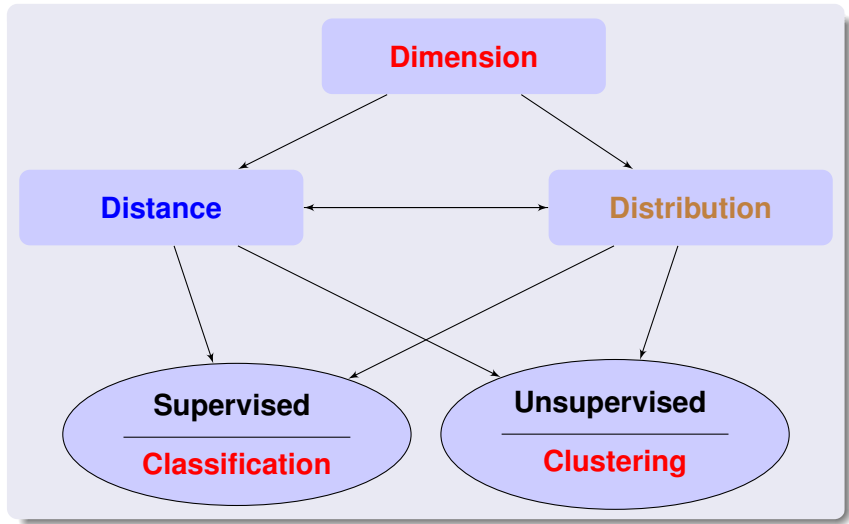 Dimension
Distance
Distribution
Supervised
Classification
Unsupervised
Clustering